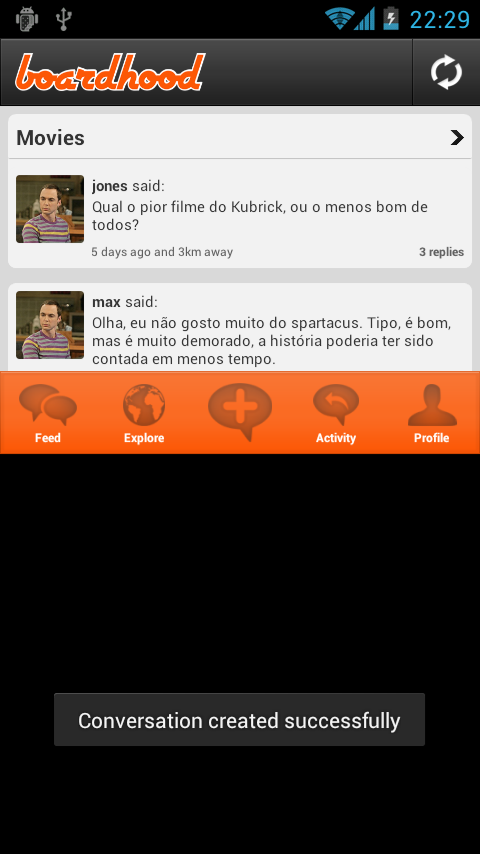 22:29
boardhood
Movies
jones said:
Qual o pior filme do Kubrick, ou o menos bom de
todos?
5 days ago and 3km away
3 replies
max said:
Olha, eu não gosto muito do spartacus. Tipo, é bom,
mas é muito demorado, a história poderia ter sido
contada em menos tempo.
Feed
Explore
Activity
Profile
Conversation created successfully